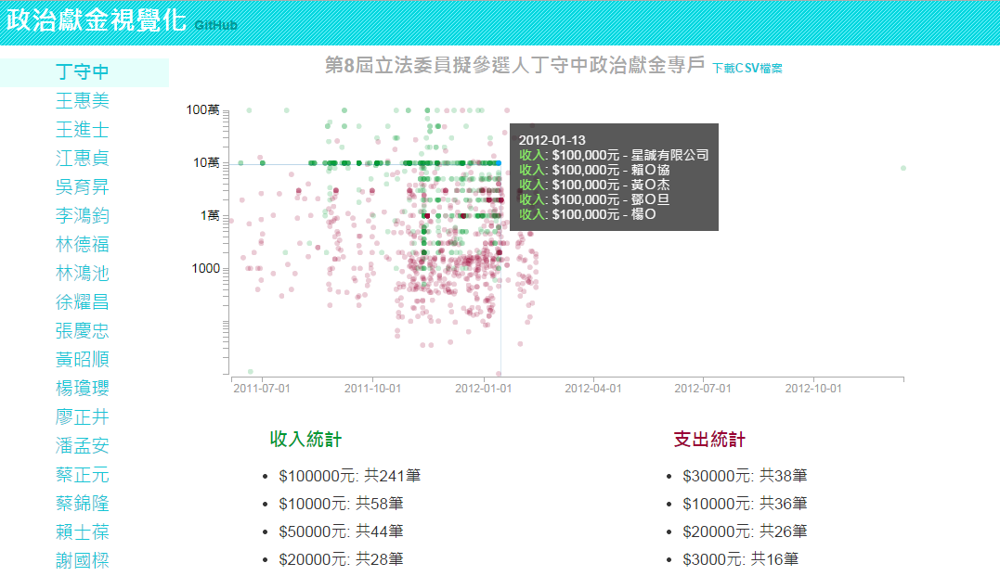 政治獻金視覺化 GitHub
丁守中
王惠美
王進士
江惠貞
吳育昇
李鴻鈞
林德福
林鴻池
徐耀昌
張慶忠
黃昭順
楊瓊瓔
廖正井
潘孟安
蔡正元
蔡錦隆
賴士葆
謝國樑
第8屆立法委員擬參選人丁守中政治獻金專戶 下載CSV檔案
100萬
10萬
1萬
1000
2012-01-13
收入: $100,000元 - 星誠有限公司
收入: $100,000元 - 賴O協
收入: $100,000元 - 黃O杰
收入: $100,000元 - 鄧O旦
收入: $100,000元 - 楊O
2011-07-01 2011-10-01 2012-01-01 2012-04-01 2012-07-01 2012-10-01
收入統計
$100000元: 共241筆
$10000元: 共58筆
$50000元: 共44筆
$20000元: 共28筆
支出統計
$30000元: 共38筆
$10000元: 共36筆
$20000元: 共26筆
$3000元: 共16筆